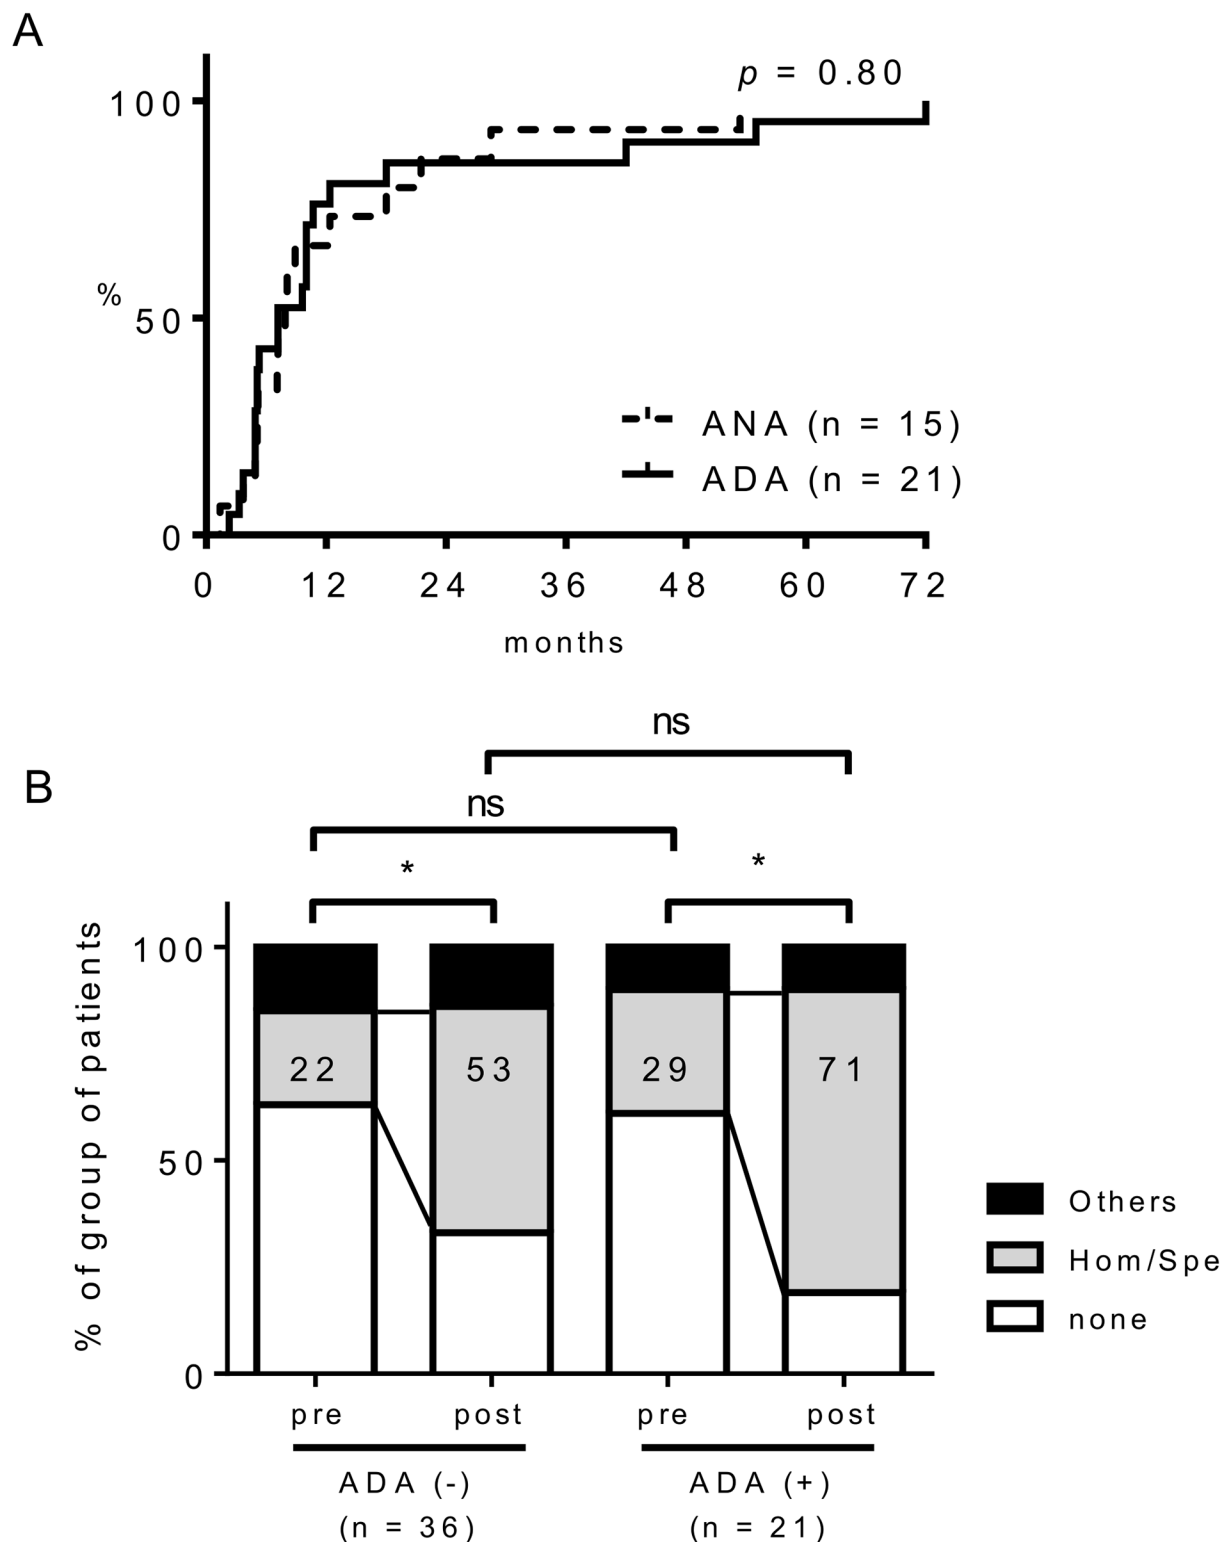 A
p = 0.80
100
%
50
ANA (n = 15)
ADA (n = 21)
0
0 12 24 36 48 60 72
months
ns
B
ns
* *
% of group of patients
100
22 53 29 71
50
Others
Hom/Spe
none
0
pre post pre post
ADA (-) ADA (+)
(n = 36) (n = 21)